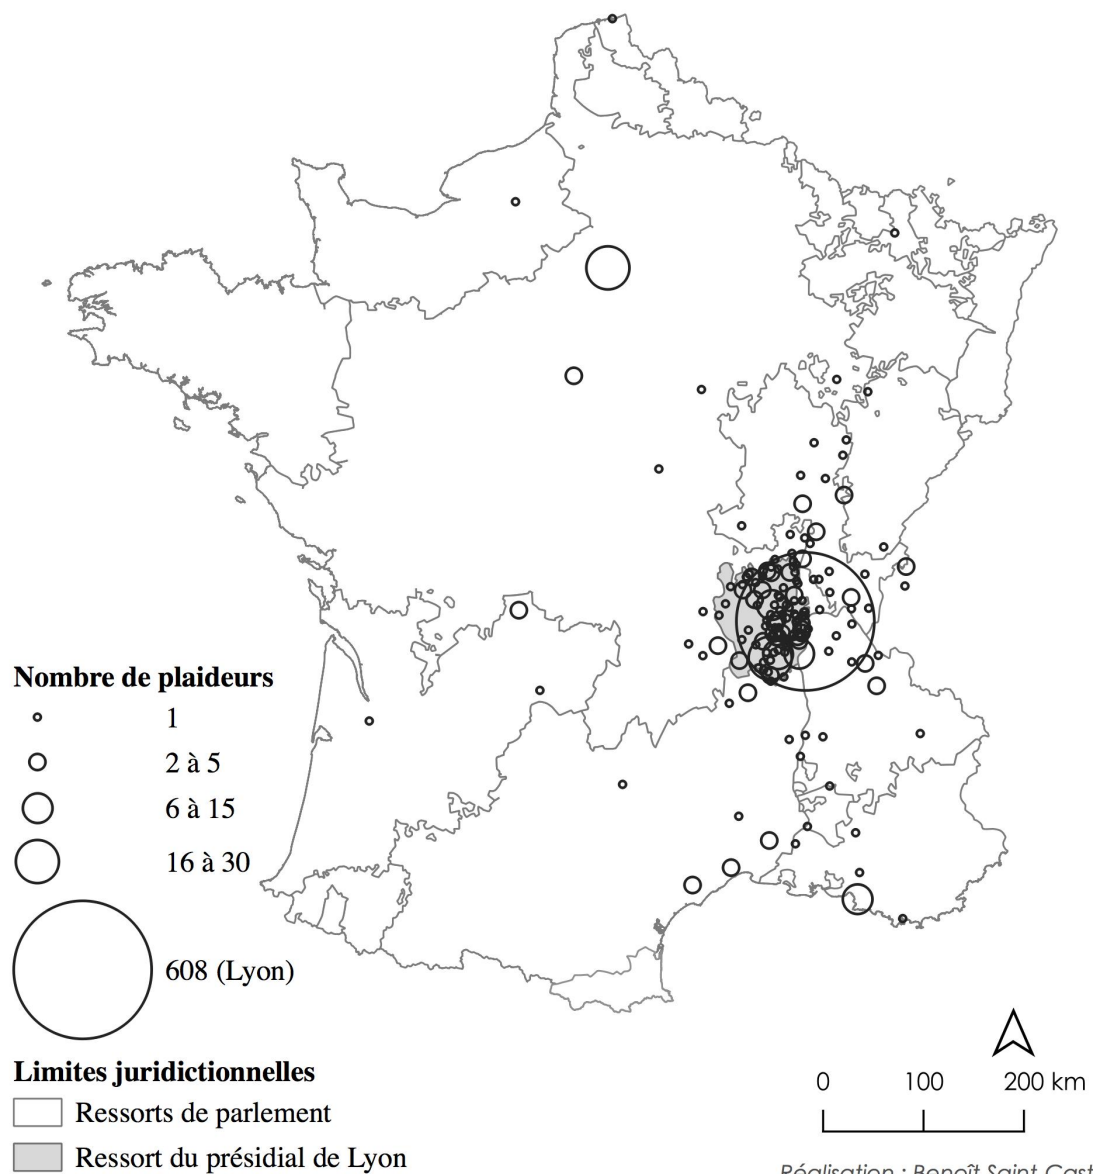 Nombre de plaideurs
1
2 à 5
6 à 15
16 à 30
608 (Lyon)
Limites juridictionnelles
Ressorts de parlement
Ressort du présidial de Lyon
0 100 200 km
Réalisation : Benoît Saint-Cast